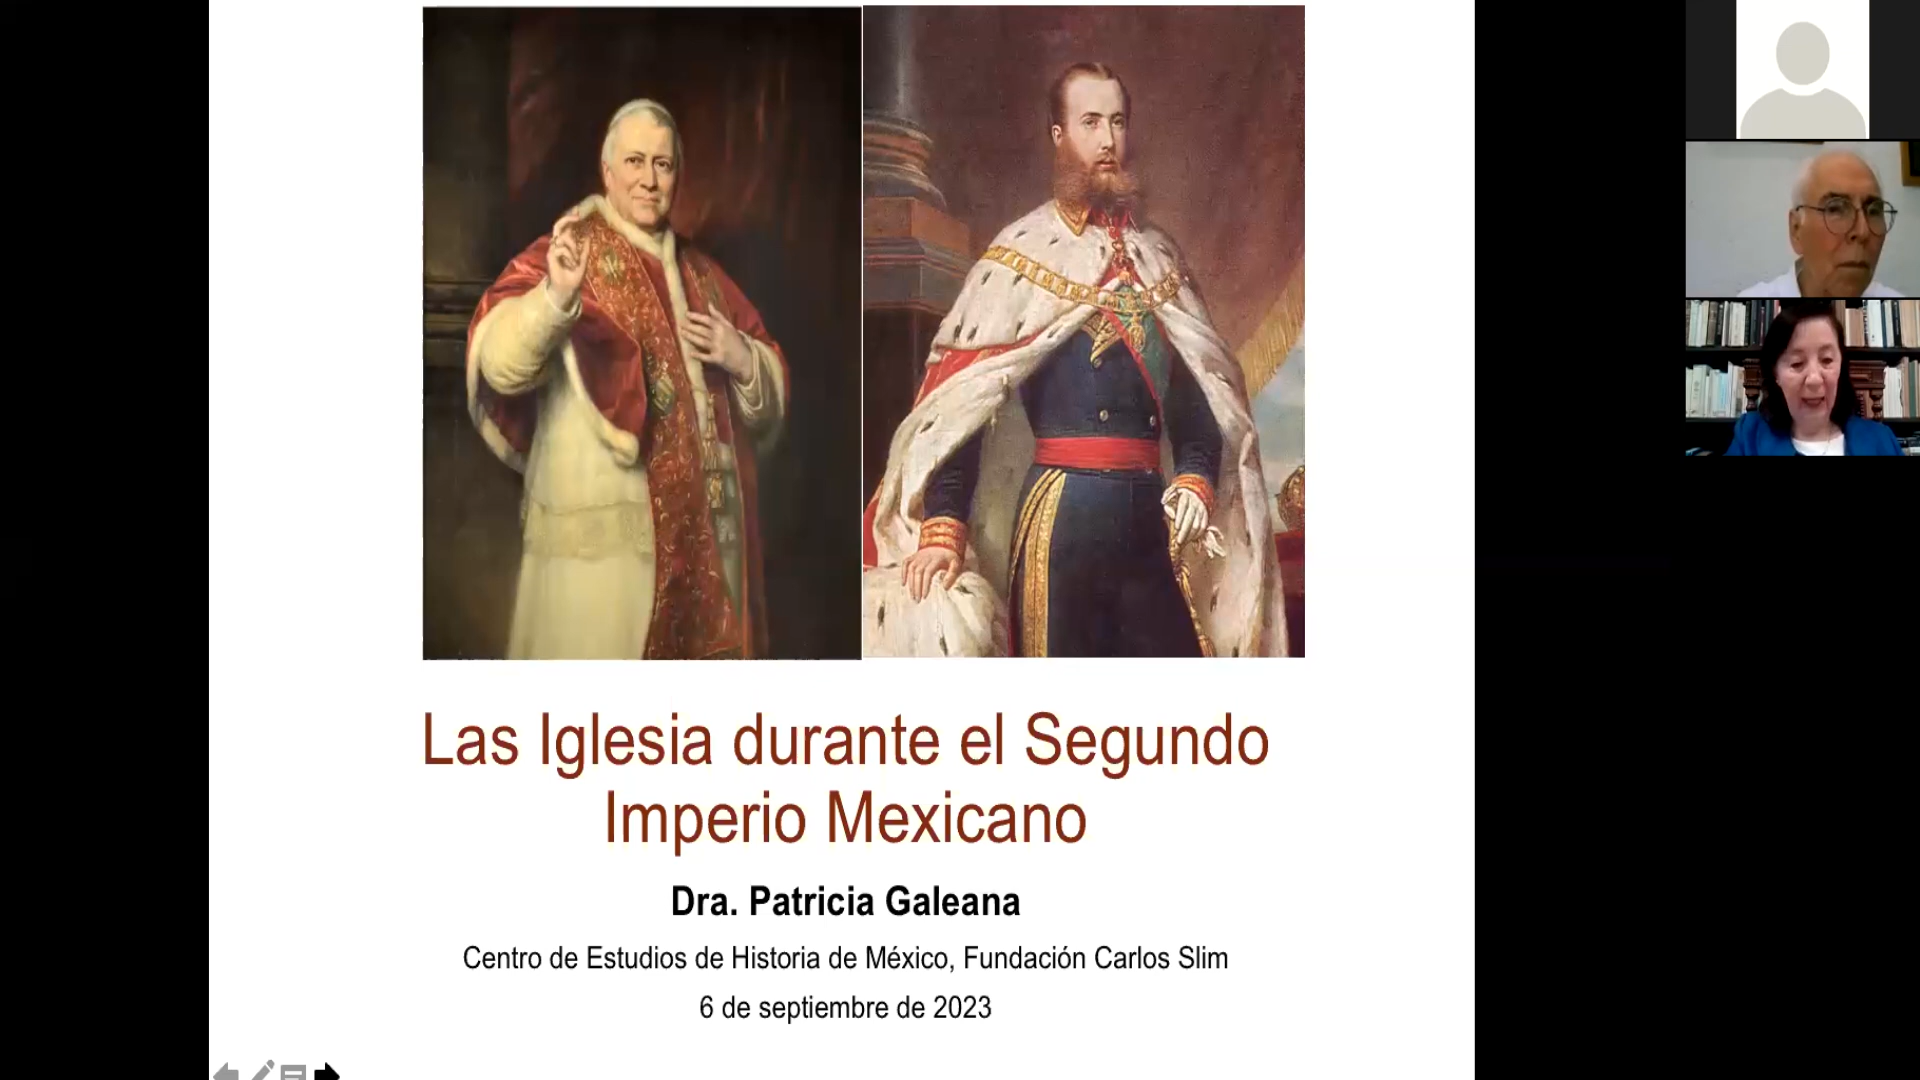 Las Iglesia durante el Segundo
Imperio Mexicano
Dra. Patricia Galeana
Centro de Estudios de Historia de México, Fundación Carlos Slim
6 de septiembre de 2023